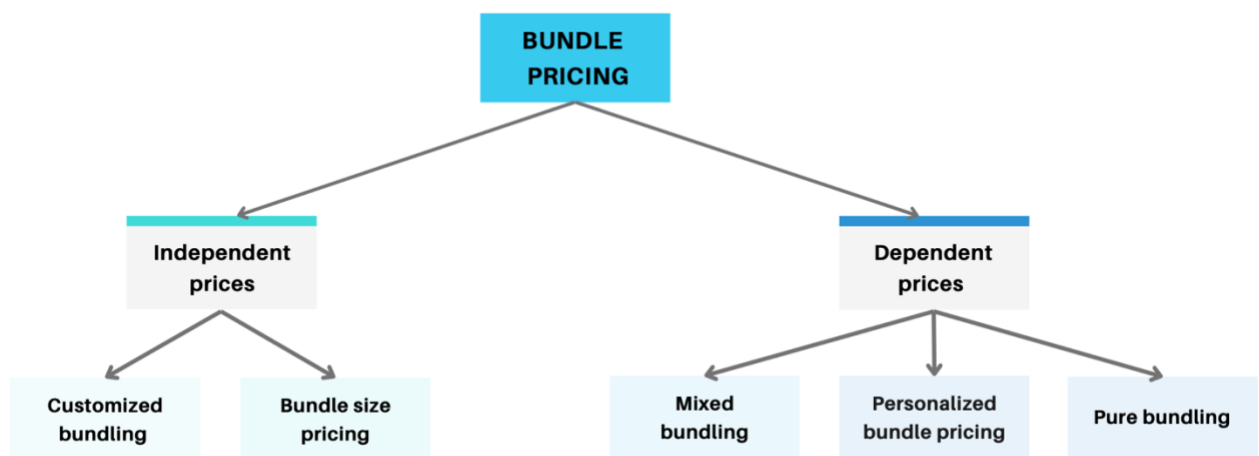 BUNDLE
PRICING
Independent
prices
Dependent
prices
Customized
bundling
Bundle size
pricing
Mixed
bundling
Personalized
bundle pricing
Pure bundling